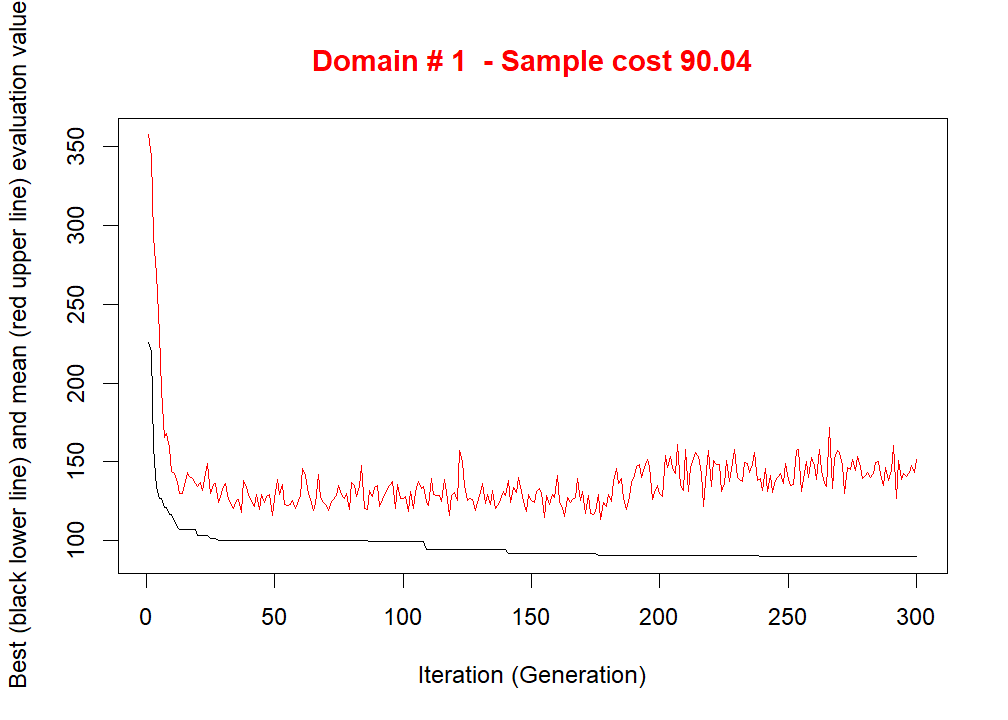 Domain # 1 - Sample cost 90.04
Best (black lower line) and mean (red upper line) evaluation value
350
300
250
200
150
100
0 50 100 150 200 250 300
Iteration (Generation)